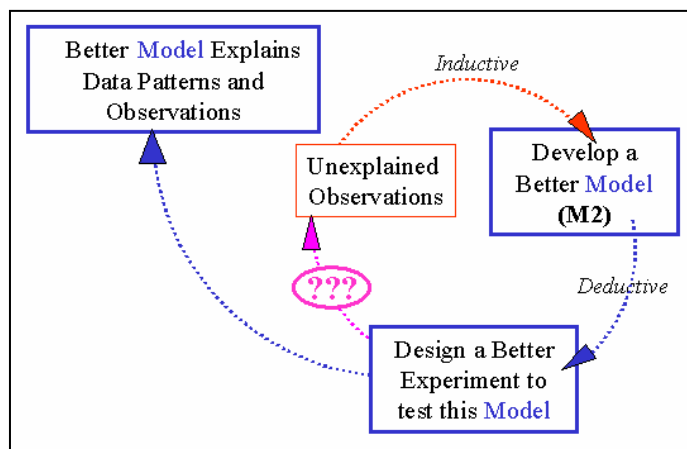 Better Model Explains
Data Patterns and
Observations
Inductive
Unexplained
Observations
Develop a
Better Model
(M2)
???
Deductive
Design a Better
Experiment to
test this Model